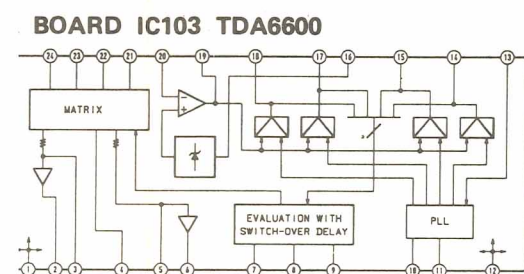 BOARD IC103 TDA6600
24 23 22 21 20 19 18 17 16 15 14 13
MATRIX
EVALUATION WITH
SWITCH-OVER DELAY
PLL
1 2 3 4 5 6 7 8 9 10 11 12